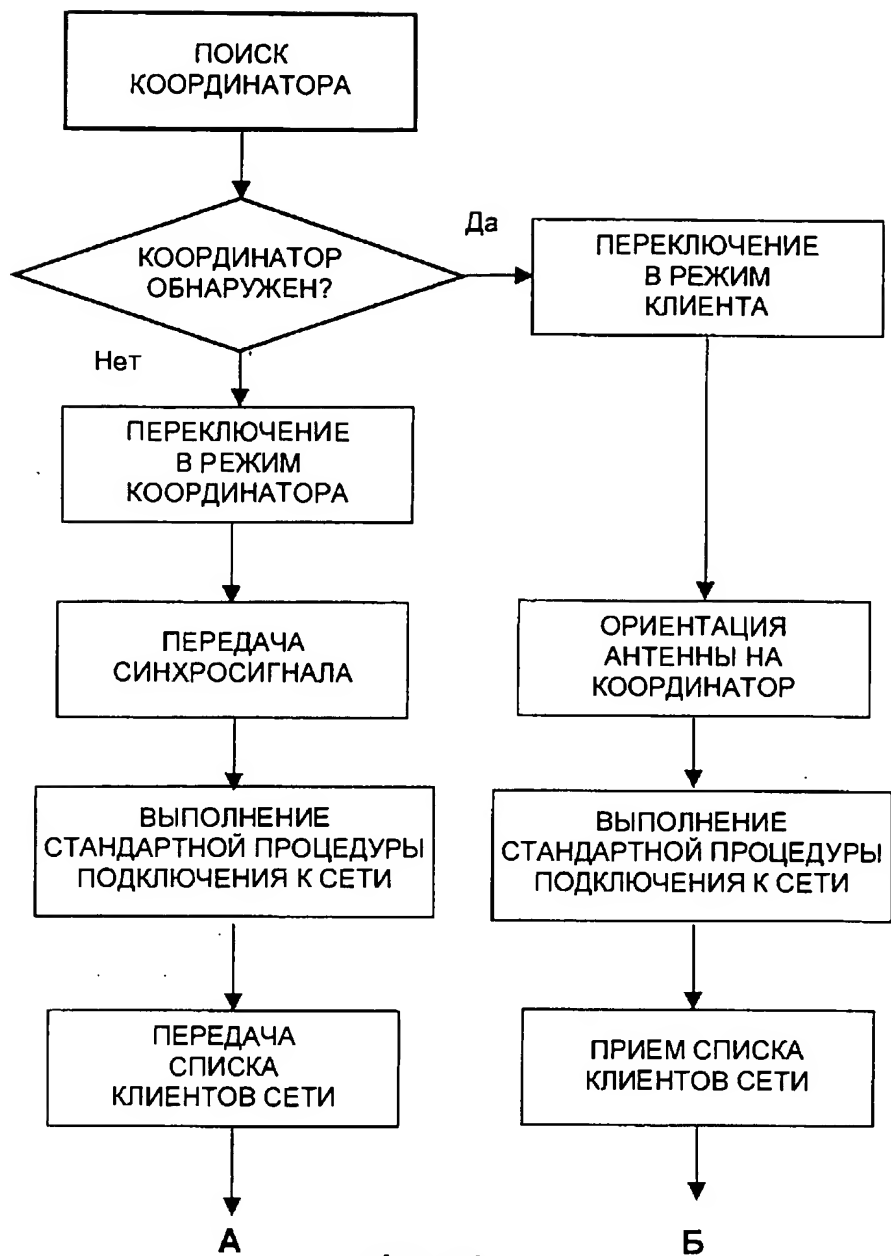 ПОИСК
КООРДИНАТОРА
КООРДИНАТОР
ОБНАРУЖЕН?
Да
ПЕРЕКЛЮЧЕНИЕ
В РЕЖИМ
КЛИЕНТА
Нет
ПЕРЕКЛЮЧЕНИЕ
В РЕЖИМ
КООРДИНАТОРА
ПЕРЕДАЧА
СИНХРОСИГНАЛА
ОРИЕНТАЦИЯ
АНТЕННЫ НА
КООРДИНАТОР
ВЫПОЛНЕНИЕ
СТАНДАРТНОЙ ПРОЦЕДУРЫ
ПОДКЛЮЧЕНИЯ К СЕТИ
ВЫПОЛНЕНИЕ
СТАНДАРТНОЙ ПРОЦЕДУРЫ
ПОДКЛЮЧЕНИЯ К СЕТИ
ПЕРЕДАЧА
СПИСКА
КЛИЕНТОВ СЕТИ
ПРИЕМ СПИСКА
КЛИЕНТОВ СЕТИ
А
Б